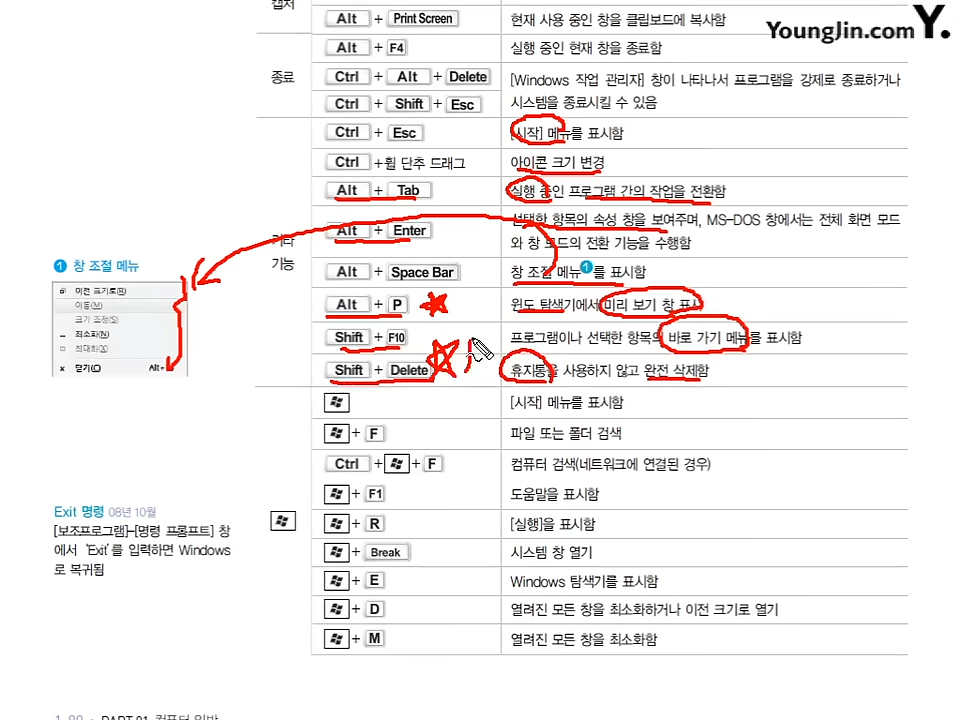 캡처
Alt + Print Screen 현재 사용 중인 창을 클립보드에 복사함
YoungJin.com Y.
Alt + F4 실행 중인 현재 창을 종료함
종료
Ctrl + Alt + Delete [Windows 작업 관리자] 창이 나타나서 프로그램을 강제로 종료하거나
Ctrl + Shift + Esc 시스템을 종료시킬 수 있음
Ctrl + Esc [시작] 메뉴를 표시함
Ctrl +휠 단추 드래그 아이콘 크기 변경
Alt + Tab 실행 중인 프로그램 간의 작업을 전환함
Alt + Enter 선택한 항목의 속성 창을 보여주며, MS-DOS 창에서는 전체 화면 모드
와 창 모드의 전환 기능을 수행함
기타
기능
Alt + Space Bar 창 조절 메뉴1를 표시함
Alt + P 윈도 탐색기에서 미리 보기 창 표시
Shift + F10 프로그램이나 선택한 항목의 바로 가기 메뉴를 표시함
Shift + Delete 휴지통을 사용하지 않고 완전 삭제함
1 창 조절 메뉴
이전 크기로(R)
이동(M)
크기 조정(S)
최소화(N)
최대화(X)
닫기(C) Alt+
[시작] 메뉴를 표시함
+ F 파일 또는 폴더 검색
Ctrl + + F 컴퓨터 검색(네트워크에 연결된 경우)
+ F1 도움말을 표시함
+ R [실행]을 표시함
+ Break 시스템 창 열기
+ E Windows 탐색기를 표시함
+ D 열려진 모든 창을 최소화하거나 이전 크기로 열기
+ M 열려진 모든 창을 최소화함
Exit 명령 08년 10월
[보조프로그램]-[명령 프롬프트] 창
에서 'Exit'를 입력하면 Windows
로 복귀됨
PART 01 컴퓨터 일반